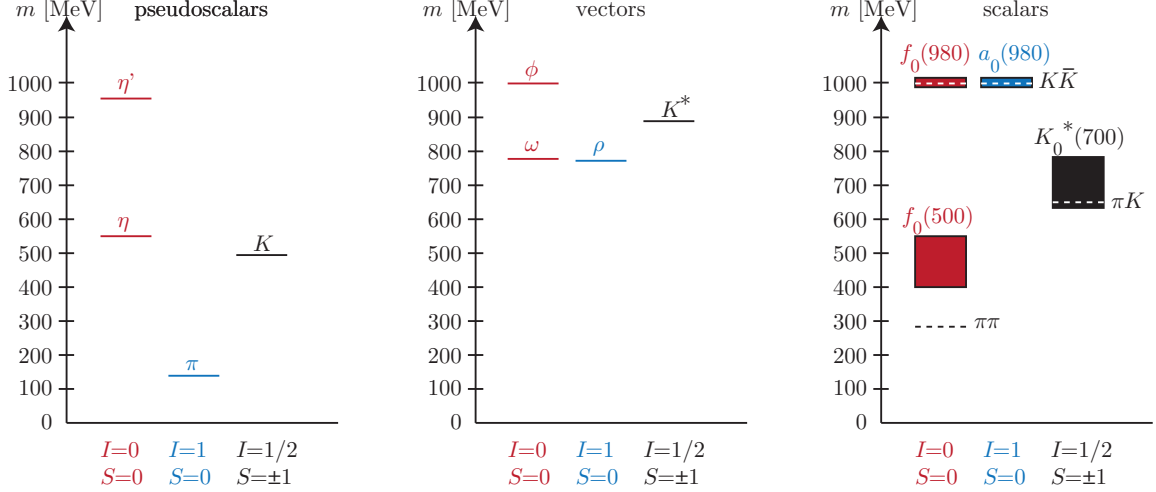 m [MeV] pseudoscalars
1000
900
800
700
600
500
400
300
200
100
0
η’
η
π
K
I=0 I=1 I=1/2
S=0 S=0 S=±1
m [MeV] vectors
1000
900
800
700
600
500
400
300
200
100
0
ϕ
K*
ω ρ
I=0 I=1 I=1/2
S=0 S=0 S=±1
m [MeV] scalars
1000
900
800
700
600
500
400
300
200
100
0
f₀(980) a₀(980)
KK̄
K₀*(700)
πK
f₀(500)
ππ
I=0 I=1 I=1/2
S=0 S=0 S=±1